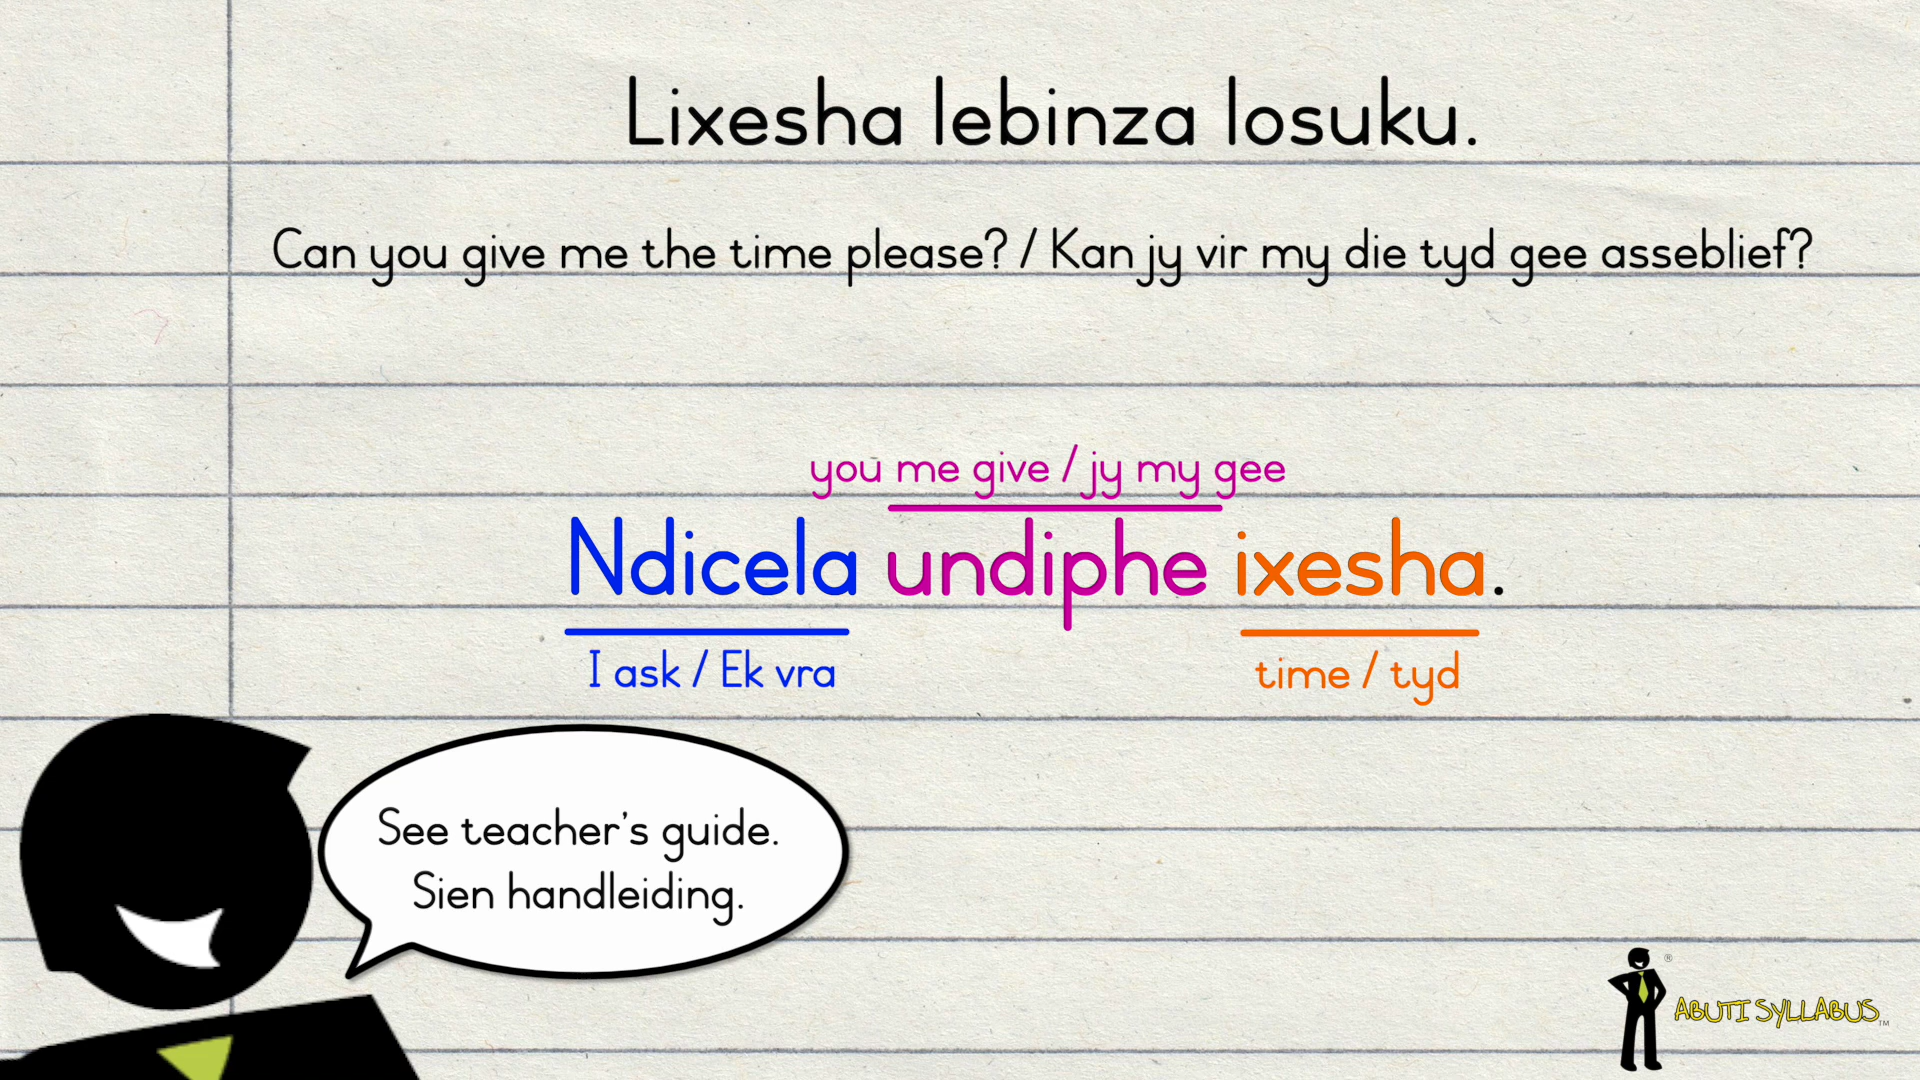 Lixesha lebinza losuku.
Can you give me the time please? / Kan jy vir my die tyd gee asseblief?
you me give / jy my gee
Ndicela undiphe ixesha.
I ask / Ek vra
time / tyd
See teacher's guide.
Sien handleiding.
®
ABUTI SYLLABUS™